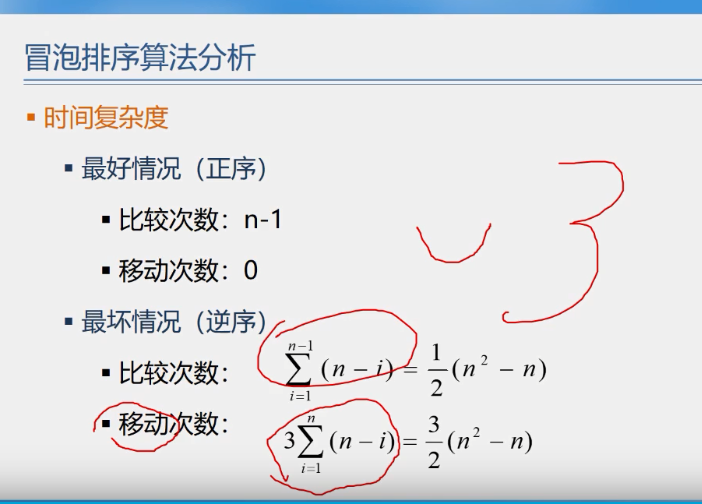 冒泡排序算法分析
▪ 时间复杂度
▪ 最好情况（正序）
▪ 比较次数：n-1
▪ 移动次数：0
3
▪ 最坏情况（逆序）
▪ 比较次数： \sum_{i=1}^{n-1}(n-i)=\frac{1}{2}(n^2-n)
▪ 移动次数： 3\sum_{i=1}^{n}(n-i)=\frac{3}{2}(n^2-n)